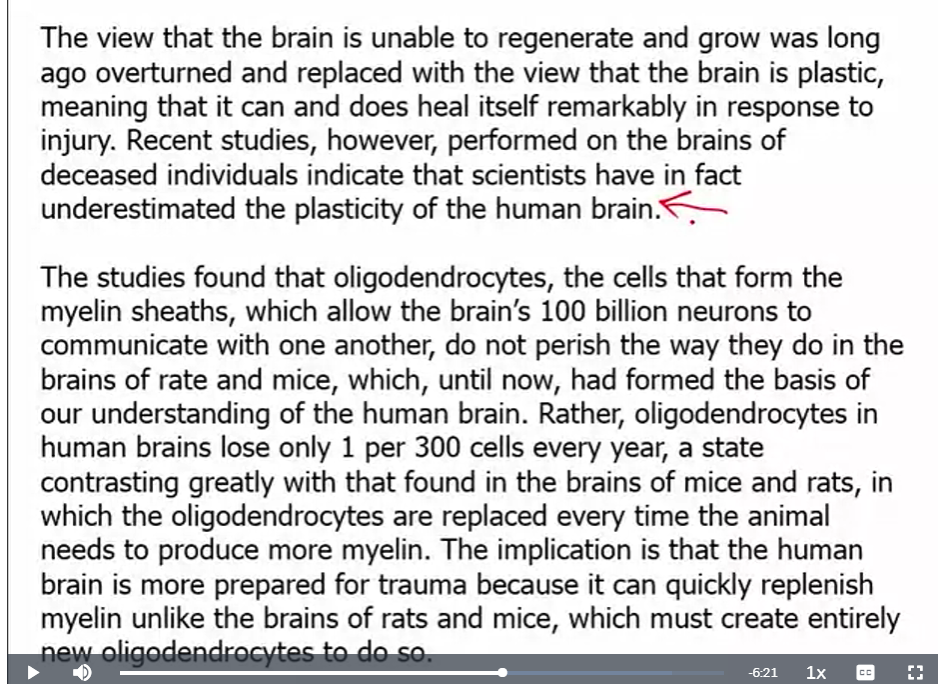 The view that the brain is unable to regenerate and grow was long
ago overturned and replaced with the view that the brain is plastic,
meaning that it can and does heal itself remarkably in response to
injury. Recent studies, however, performed on the brains of
deceased individuals indicate that scientists have in fact
underestimated the plasticity of the human brain.
The studies found that oligodendrocytes, the cells that form the
myelin sheaths, which allow the brain's 100 billion neurons to
communicate with one another, do not perish the way they do in the
brains of rate and mice, which, until now, had formed the basis of
our understanding of the human brain. Rather, oligodendrocytes in
human brains lose only 1 per 300 cells every year, a state
contrasting greatly with that found in the brains of mice and rats, in
which the oligodendrocytes are replaced every time the animal
needs to produce more myelin. The implication is that the human
brain is more prepared for trauma because it can quickly replenish
myelin unlike the brains of rats and mice, which must create entirely
new oligodendrocytes to do so.
-6:21 1x CC